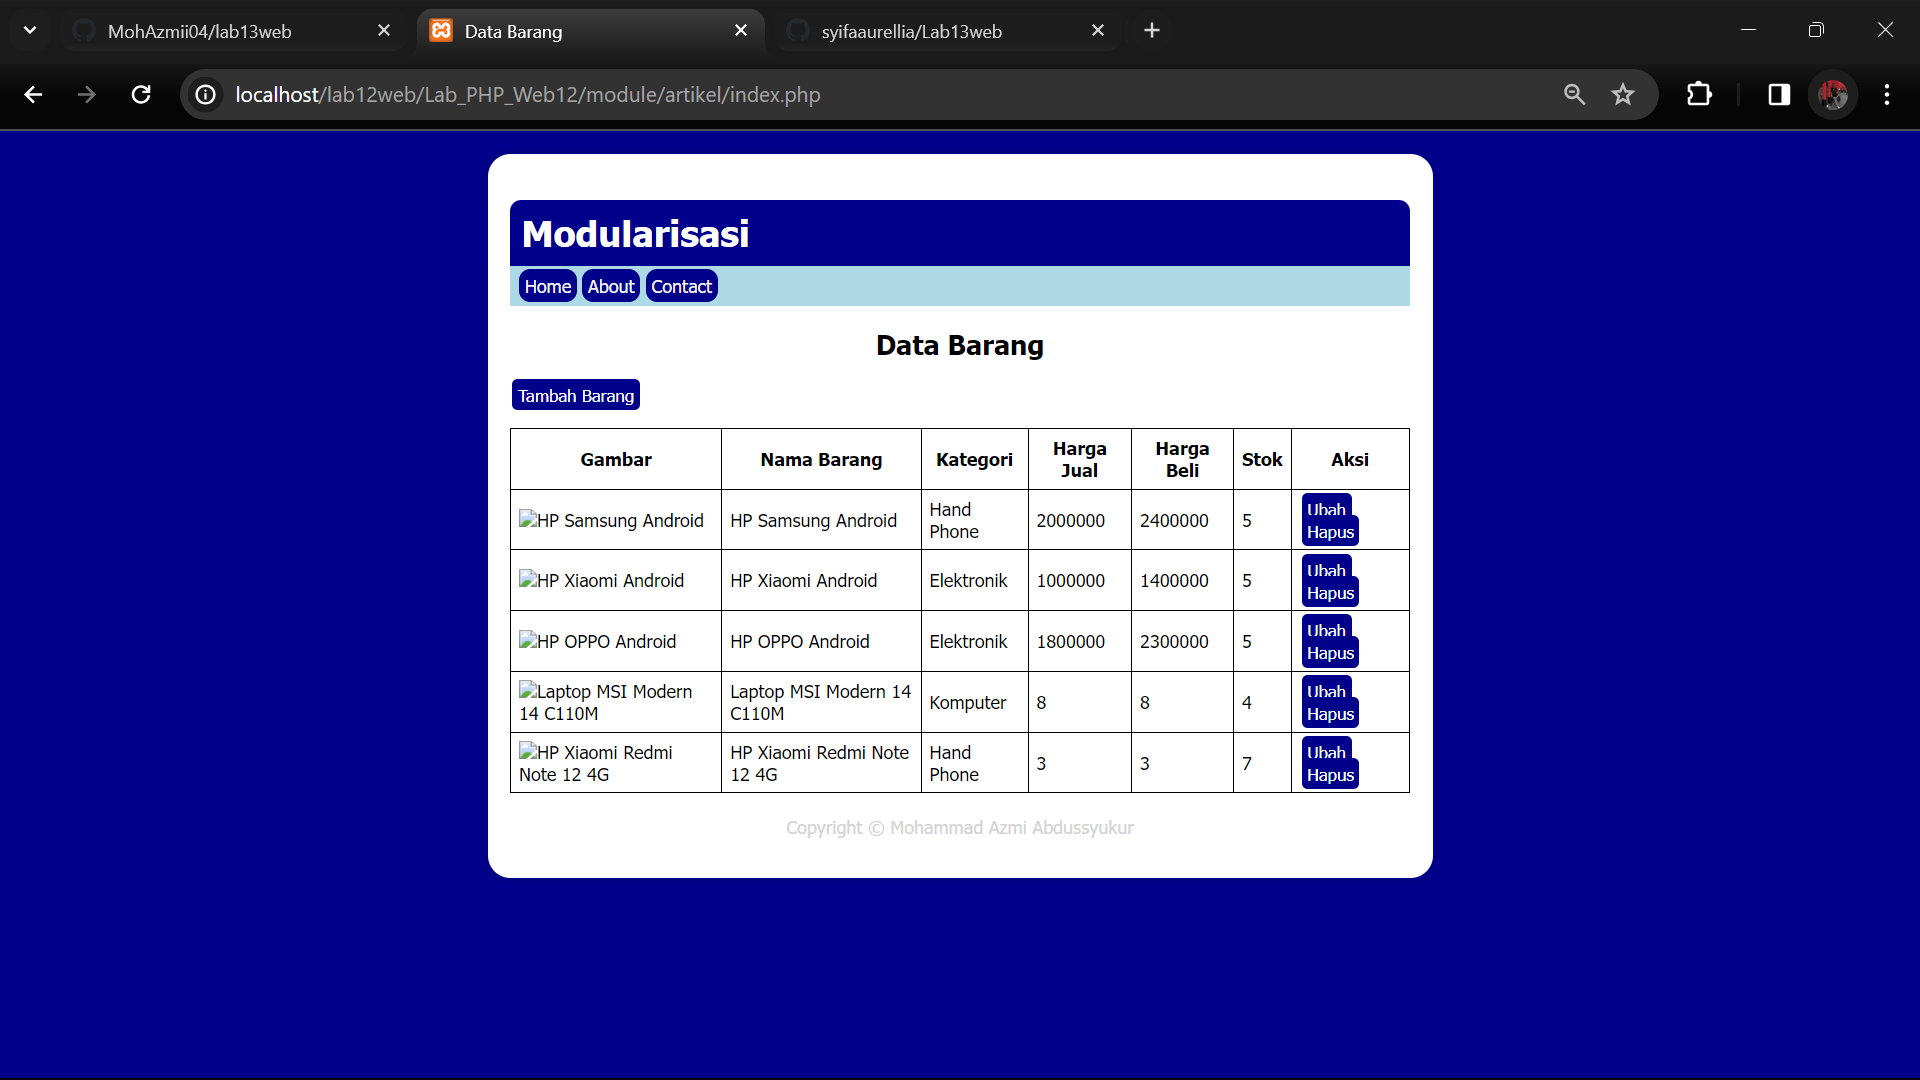 MohAzmii04/lab13web
Data Barang
syifaaurellia/Lab13web
localhost/lab12web/Lab_PHP_Web12/module/artikel/index.php
Modularisasi
Home About Contact
Data Barang
Tambah Barang
Gambar Nama Barang Kategori Harga Jual Harga Beli Stok Aksi
HP Samsung Android HP Samsung Android Hand Phone 2000000 2400000 5 Ubah Hapus
HP Xiaomi Android HP Xiaomi Android Elektronik 1000000 1400000 5 Ubah Hapus
HP OPPO Android HP OPPO Android Elektronik 1800000 2300000 5 Ubah Hapus
Laptop MSI Modern 14 C110M Laptop MSI Modern 14 C110M Komputer 8 8 4 Ubah Hapus
HP Xiaomi Redmi Note 12 4G HP Xiaomi Redmi Note 12 4G Hand Phone 3 3 7 Ubah Hapus
Copyright © Mohammad Azmi Abdussyukur